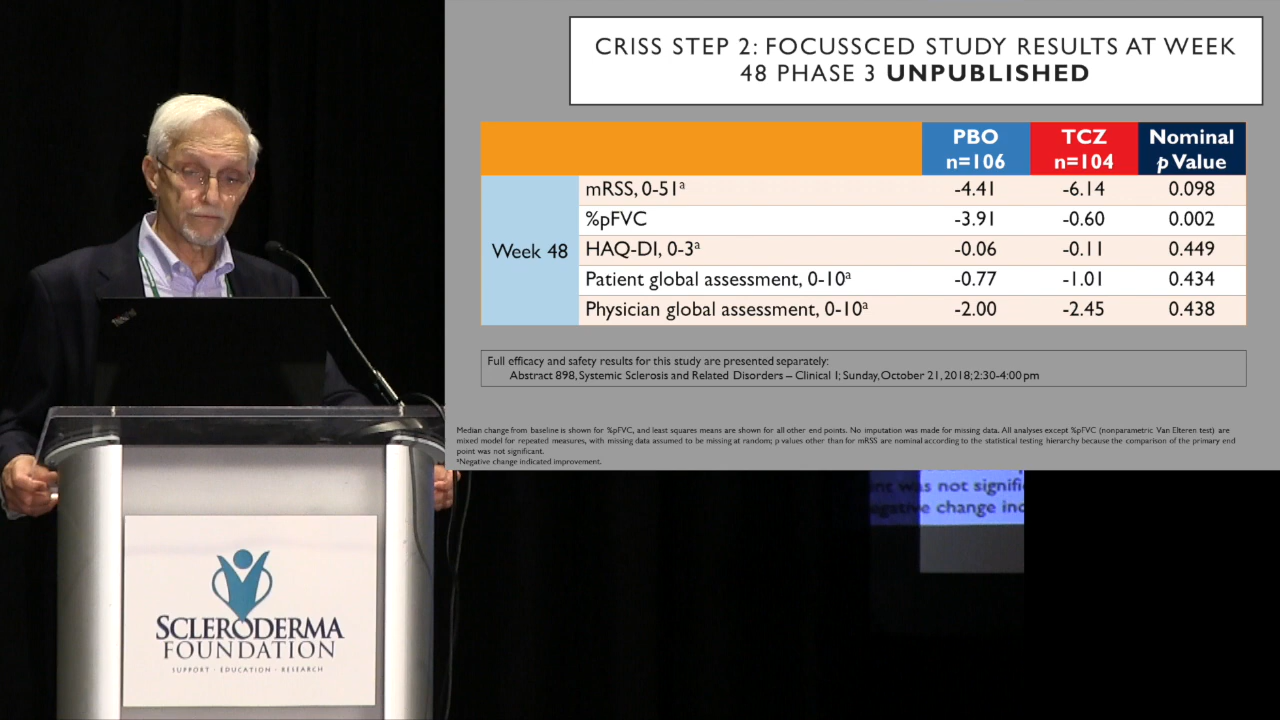 CRISS STEP 2: FOCUSSCED STUDY RESULTS AT WEEK
48 PHASE 3 UNPUBLISHED
PBO
n=106
TCZ
n=104
Nominal
p Value
Week 48
mRSS, 0-51ª -4.41 -6.14 0.098
%pFVC -3.91 -0.60 0.002
HAQ-DI, 0-3ª -0.06 -0.11 0.449
Patient global assessment, 0-10ª -0.77 -1.01 0.434
Physician global assessment, 0-10ª -2.00 -2.45 0.438
Full efficacy and safety results for this study are presented separately:
Abstract 898, Systemic Sclerosis and Related Disorders – Clinical I; Sunday, October 21, 2018; 2:30-4:00 pm
Median change from baseline is shown for %pFVC, and least squares means are shown for all other end points. No imputation was made for missing data. All analyses except %pFVC (nonparametric Van Elteren test) are
mixed model for repeated measures, with missing data assumed to be missing at random; p values other than for mRSS are nominal according to the statistical testing hierarchy because the comparison of the primary end
point was not significant.
ªNegative change indicated improvement.
was not signifi
change inc
SCLERODERMA
FOUNDATION
SUPPORT · EDUCATION · RESEARCH